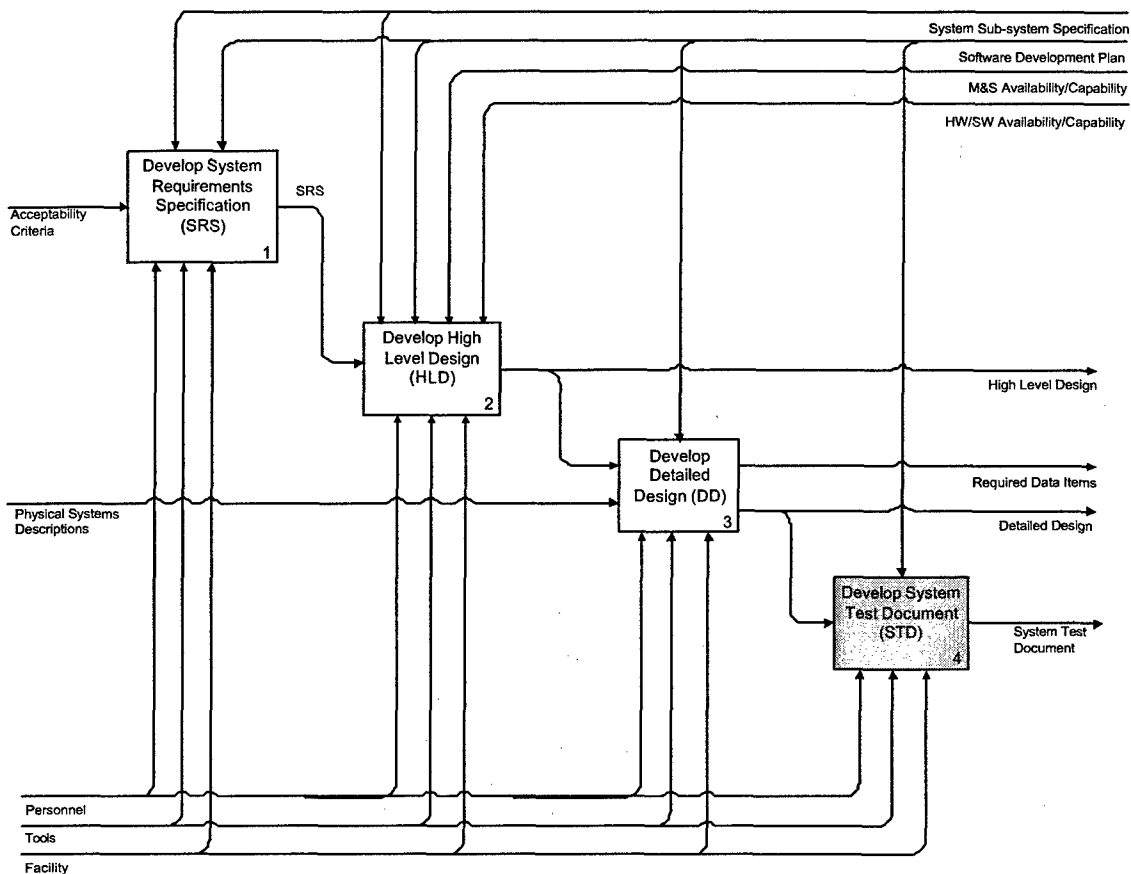 System Sub-system Specification
Software Development Plan
M&S Availability/Capability
HW/SW Availability/Capability
Develop System
Requirements
Specification
(SRS)
1
SRS
Acceptability
Criteria
Develop High
Level Design
(HLD)
2
High Level Design
Develop
Detailed
Design (DD)
3
Required Data Items
Physical Systems
Descriptions
Detailed Design
Develop System
Test Document
(STD)
4
System Test
Document
Personnel
Tools
Facility